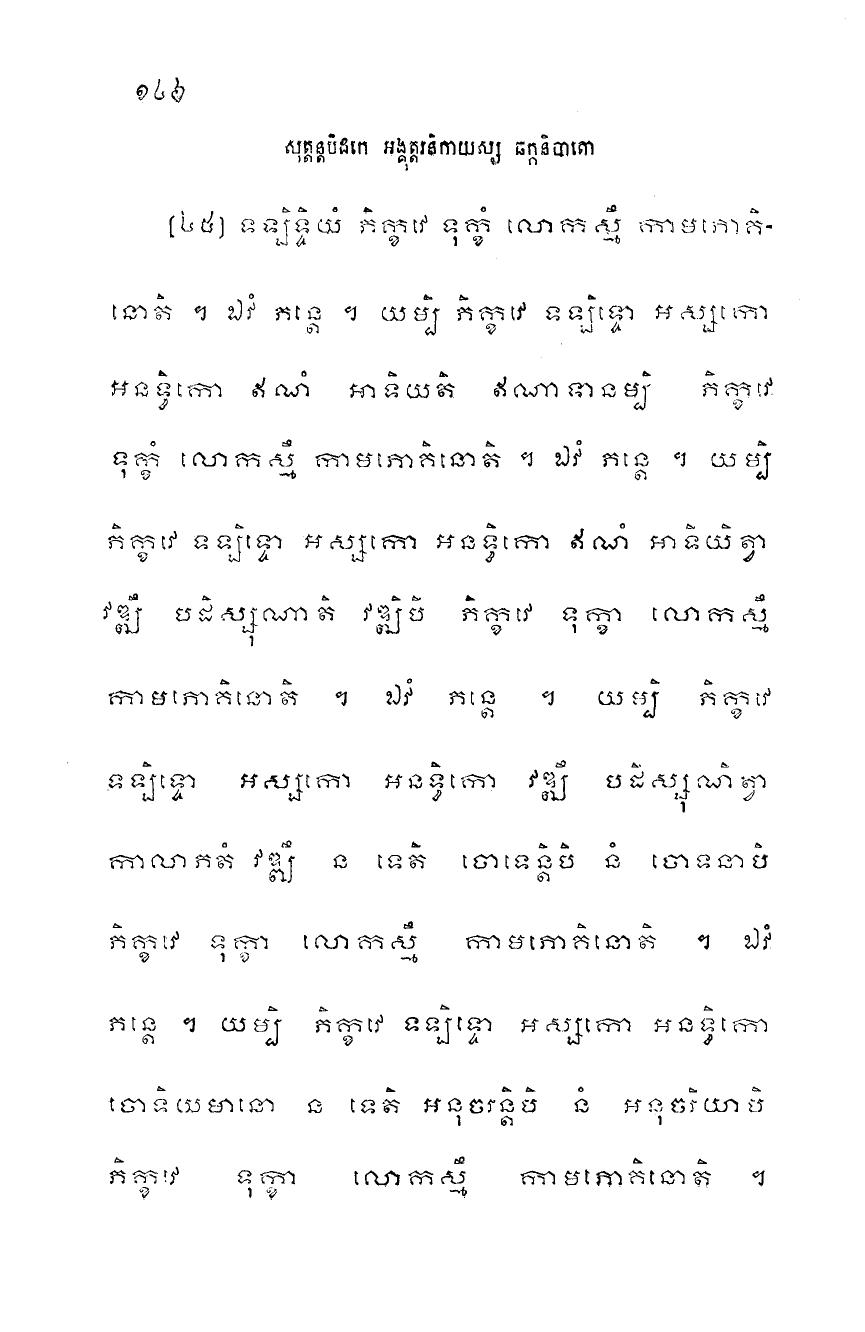 ១៤៦
សុត្តន្តបិដកេ អង្គុត្តរនិកាយស្ស ឆក្កនិបាតោ
[៤៥] ទឡ្បិទ្ទិយំ ភិក្ខវេ ទុក្ខំ លោកស្មឹ កាមភោគិ-
នោតិ ។ ឯវំ ភន្តេ ។ យម្បិ ភិក្ខវេ ទឡ្បិទ្ទោ អស្សកោ
អនទ្ធិកោ ឥណំ អាទិយតិ ឥណាទានម្បិ ភិក្ខវេ
ទុក្ខំ លោកស្មឹ កាមភោគិនោតិ ។ ឯវំ ភន្តេ ។ យម្បិ
ភិក្ខវេ ទឡ្បិទ្ទោ អស្សកោ អនទ្ធិកោ ឥណំ អាទិយិត្វា
វឌ្ឍឹ បដិស្សុណាតិ វឌ្ឍិបិ ភិក្ខវេ ទុក្ខា លោកស្មឹ
កាមភោគិនោតិ ។ ឯវំ ភន្តេ ។ យម្បិ ភិក្ខវេ
ទឡ្បិទ្ទោ អស្សកោ អនទ្ធិកោ វឌ្ឍឹ បដិស្សុណិត្វា
កាលាភតំ វឌ្ឍឹ ន ទេតិ ចោទេន្តិបិ នំ ចោទនាបិ
ភិក្ខវេ ទុក្ខា លោកស្មឹ កាមភោគិនោតិ ។ ឯវំ
ភន្តេ ។ យម្បិ ភិក្ខវេ ទឡ្បិទ្ទោ អស្សកោ អនទ្ធិកោ
ចោទិយមានោ ន ទេតិ អនុចរន្តិបិ នំ អនុចរិយាបិ
ភិក្ខវេ ទុក្ខា លោកស្មឹ កាមភោគិនោតិ ។